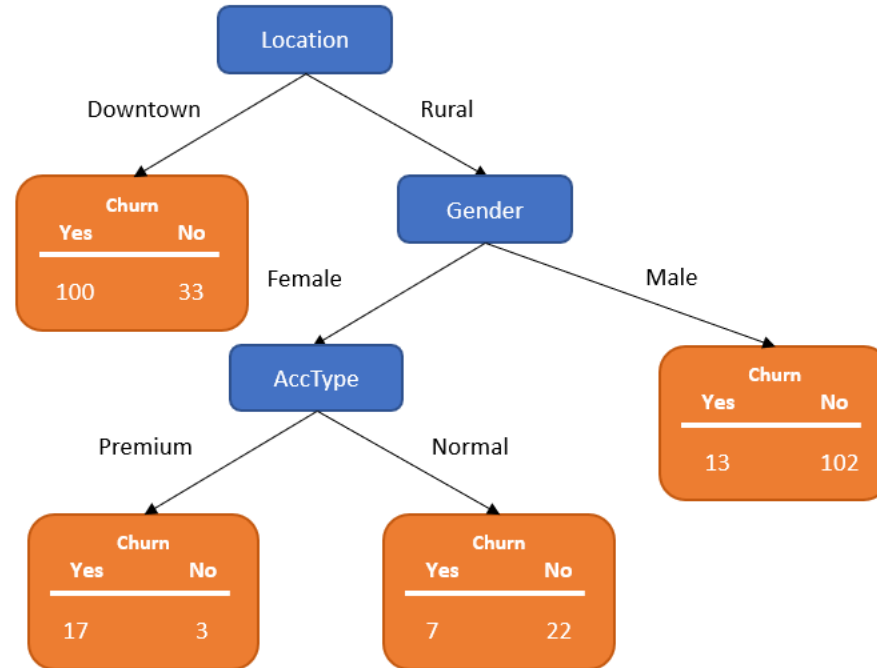 Location
Downtown
Rural
Churn
Yes No
100 33
Gender
Female
Male
AccType
Churn
Yes No
13 102
Premium
Normal
Churn
Yes No
17 3
Churn
Yes No
7 22